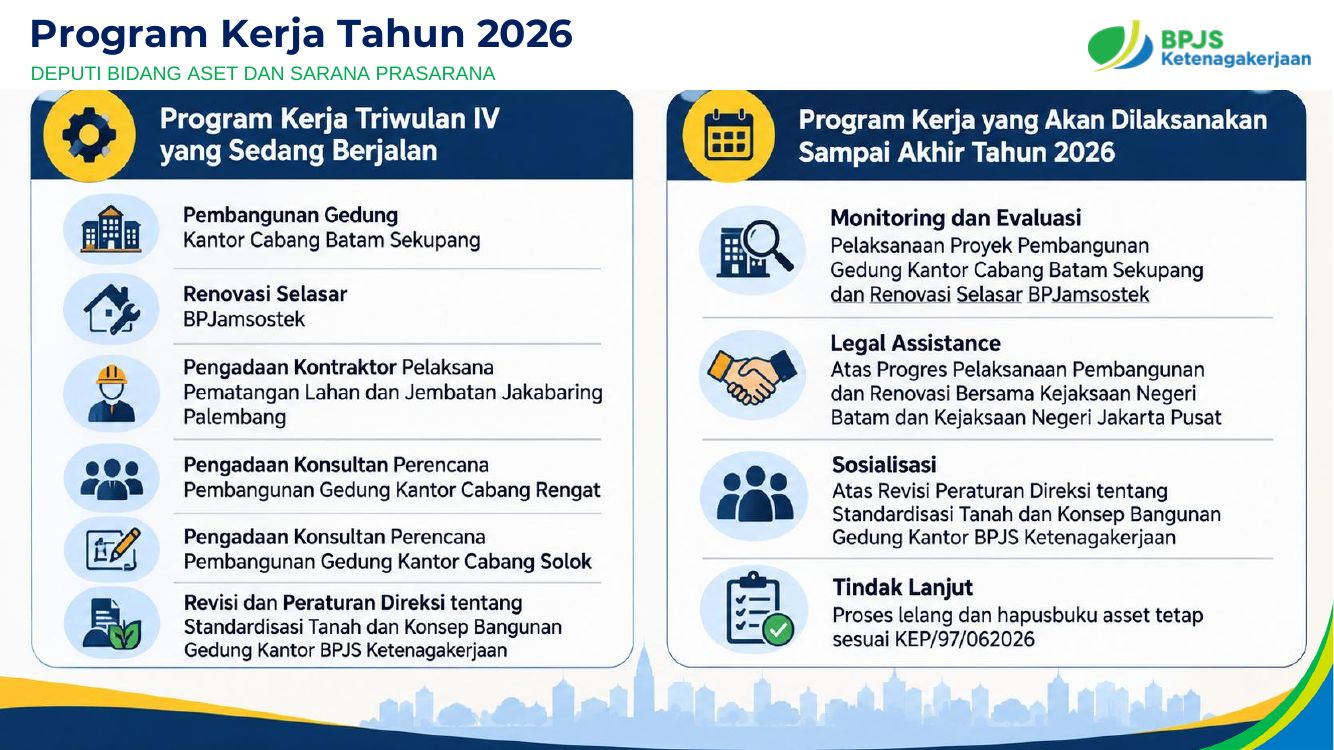 Program Kerja Tahun 2026
DEPUTI BIDANG ASET DAN SARANA PRASARANA
BPJS
Ketenagakerjaan
Program Kerja Triwulan IV
yang Sedang Berjalan
Pembangunan Gedung
Kantor Cabang Batam Sekupang
Renovasi Selasar
BPJamsostek
Pengadaan Kontraktor Pelaksana
Pematangan Lahan dan Jembatan Jakabaring
Palembang
Pengadaan Konsultan Perencana
Pembangunan Gedung Kantor Cabang Rengat
Pengadaan Konsultan Perencana
Pembangunan Gedung Kantor Cabang Solok
Revisi dan Peraturan Direksi tentang
Standardisasi Tanah dan Konsep Bangunan
Gedung Kantor BPJS Ketenagakerjaan
Program Kerja yang Akan Dilaksanakan
Sampai Akhir Tahun 2026
Monitoring dan Evaluasi
Pelaksanaan Proyek Pembangunan
Gedung Kantor Cabang Batam Sekupang
dan Renovasi Selasar BPJamsostek
Legal Assistance
Atas Progres Pelaksanaan Pembangunan
dan Renovasi Bersama Kejaksaan Negeri
Batam dan Kejaksaan Negeri Jakarta Pusat
Sosialisasi
Atas Revisi Peraturan Direksi tentang
Standardisasi Tanah dan Konsep Bangunan
Gedung Kantor BPJS Ketenagakerjaan
Tindak Lanjut
Proses lelang dan hapusbuku asset tetap
sesuai KEP/97/062026